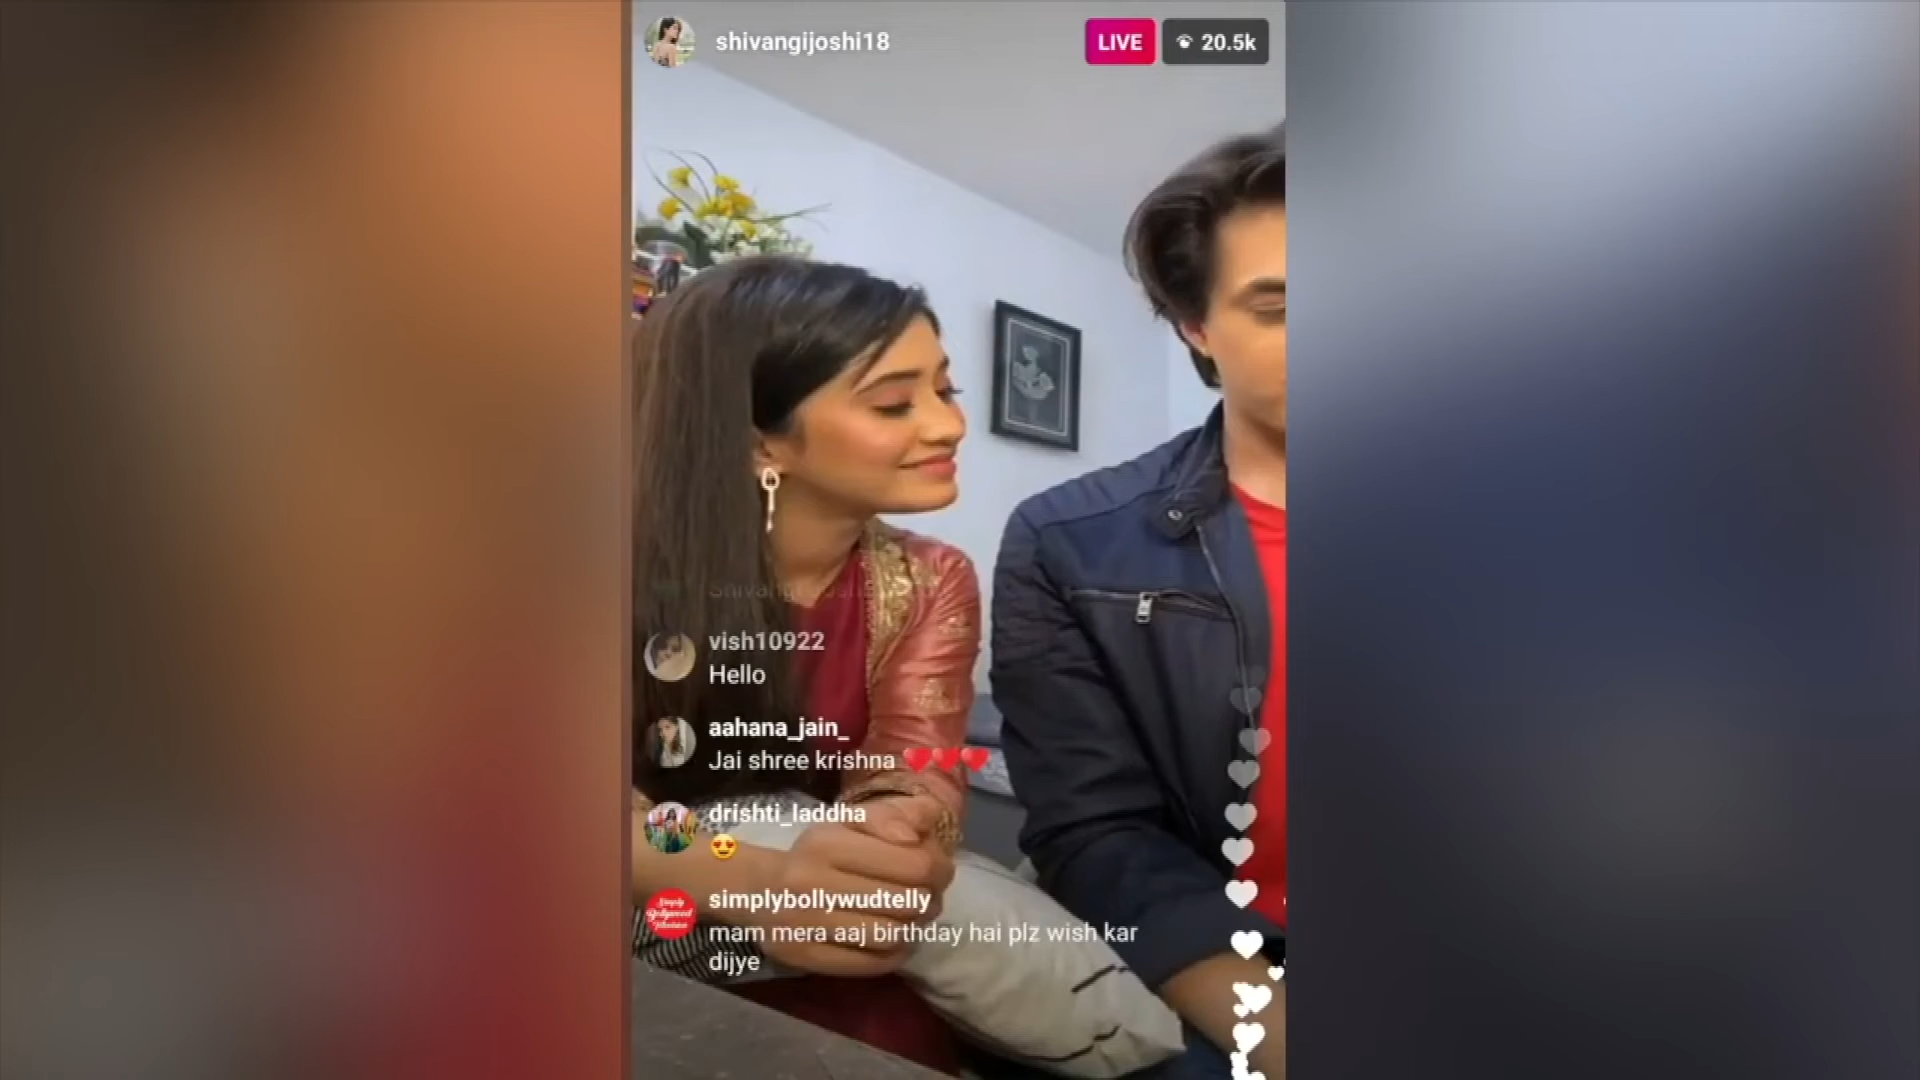 shivangijoshi18
LIVE
20.5k
vish10922
Hello
aahana_jain_
Jai shree krishna ❤️❤️❤️
drishti_laddha
😍
simplybollywudtelly
mam mera aaj birthday hai plz wish kar
dijye